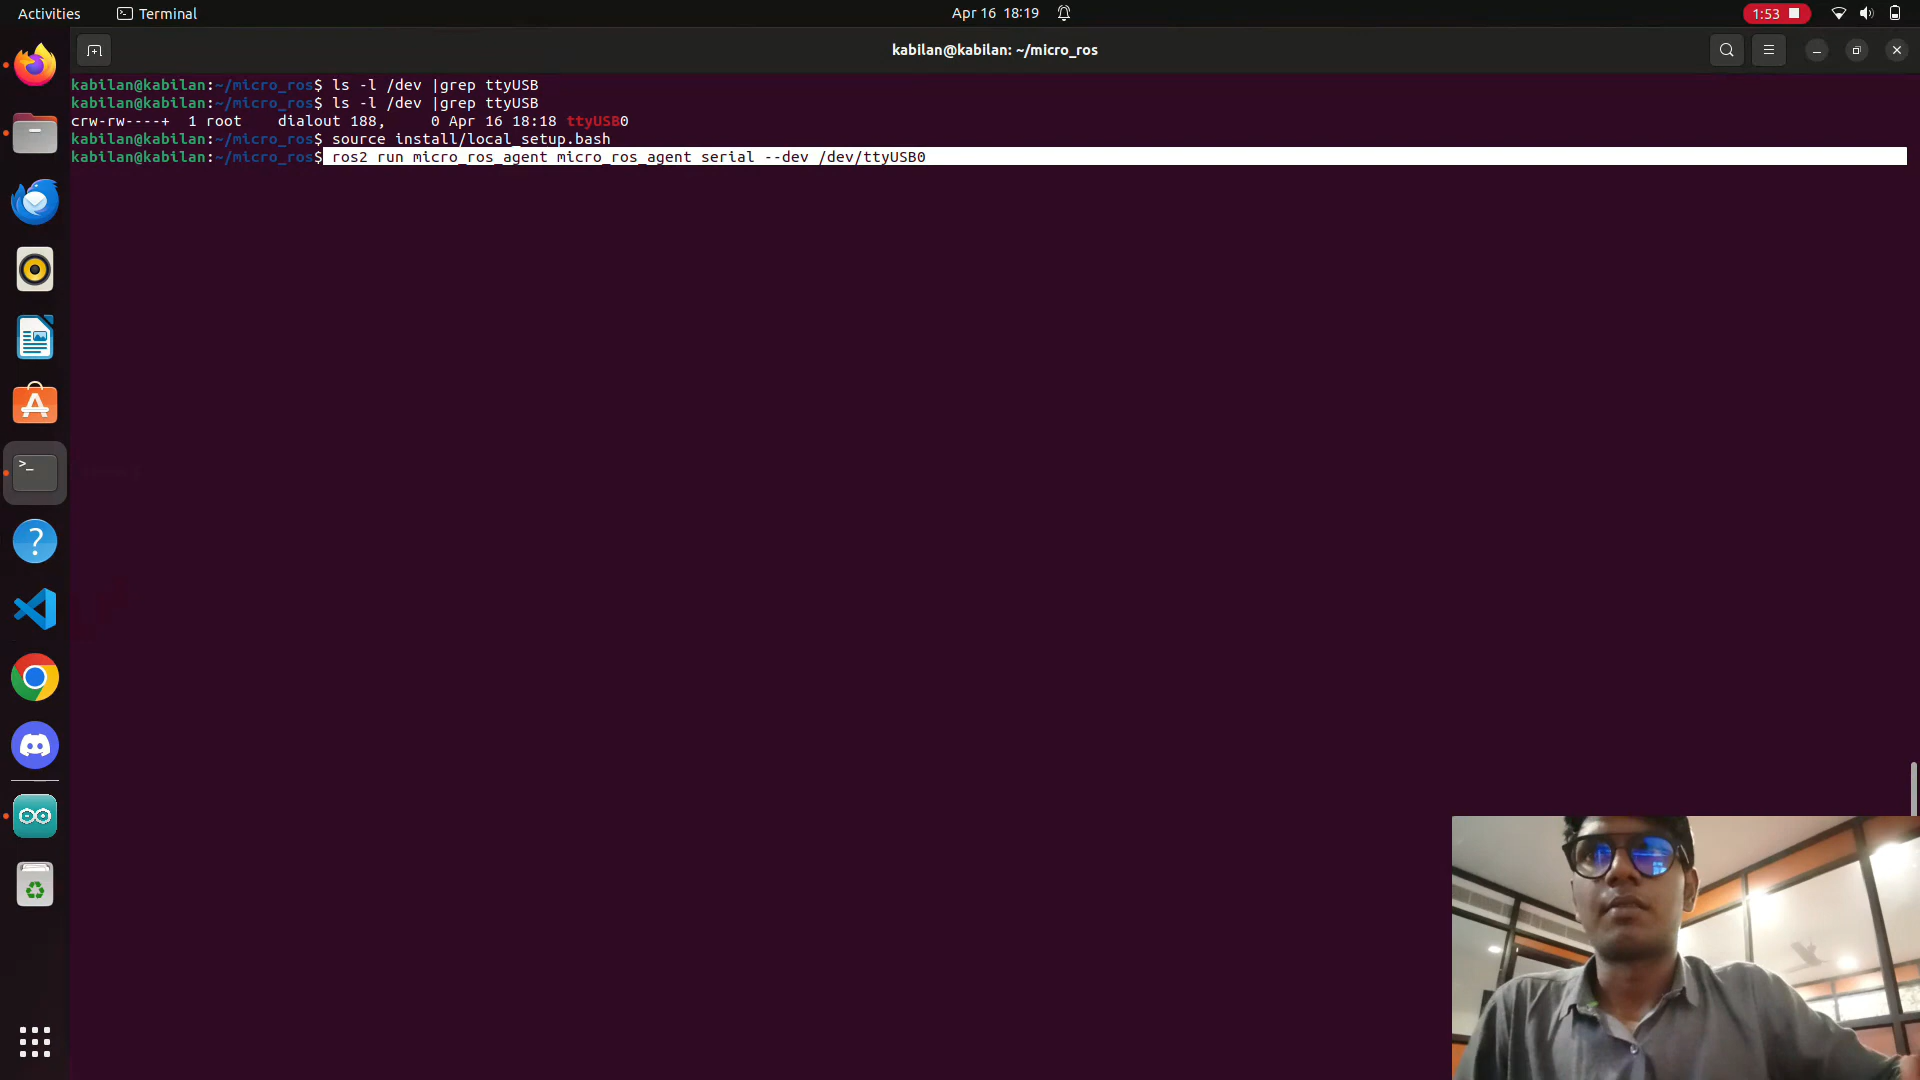 Activities
Terminal
Apr 16 18:19
1:53
kabilan@kabilan: ~/micro_ros
kabilan@kabilan:~/micro_ros$ ls -l /dev |grep ttyUSB
kabilan@kabilan:~/micro_ros$ ls -l /dev |grep ttyUSB
crw-rw----+  1 root    dialout 188,     0 Apr 16 18:18 ttyUSB0
kabilan@kabilan:~/micro_ros$ source install/local_setup.bash
kabilan@kabilan:~/micro_ros$ ros2 run micro_ros_agent micro_ros_agent serial --dev /dev/ttyUSB0